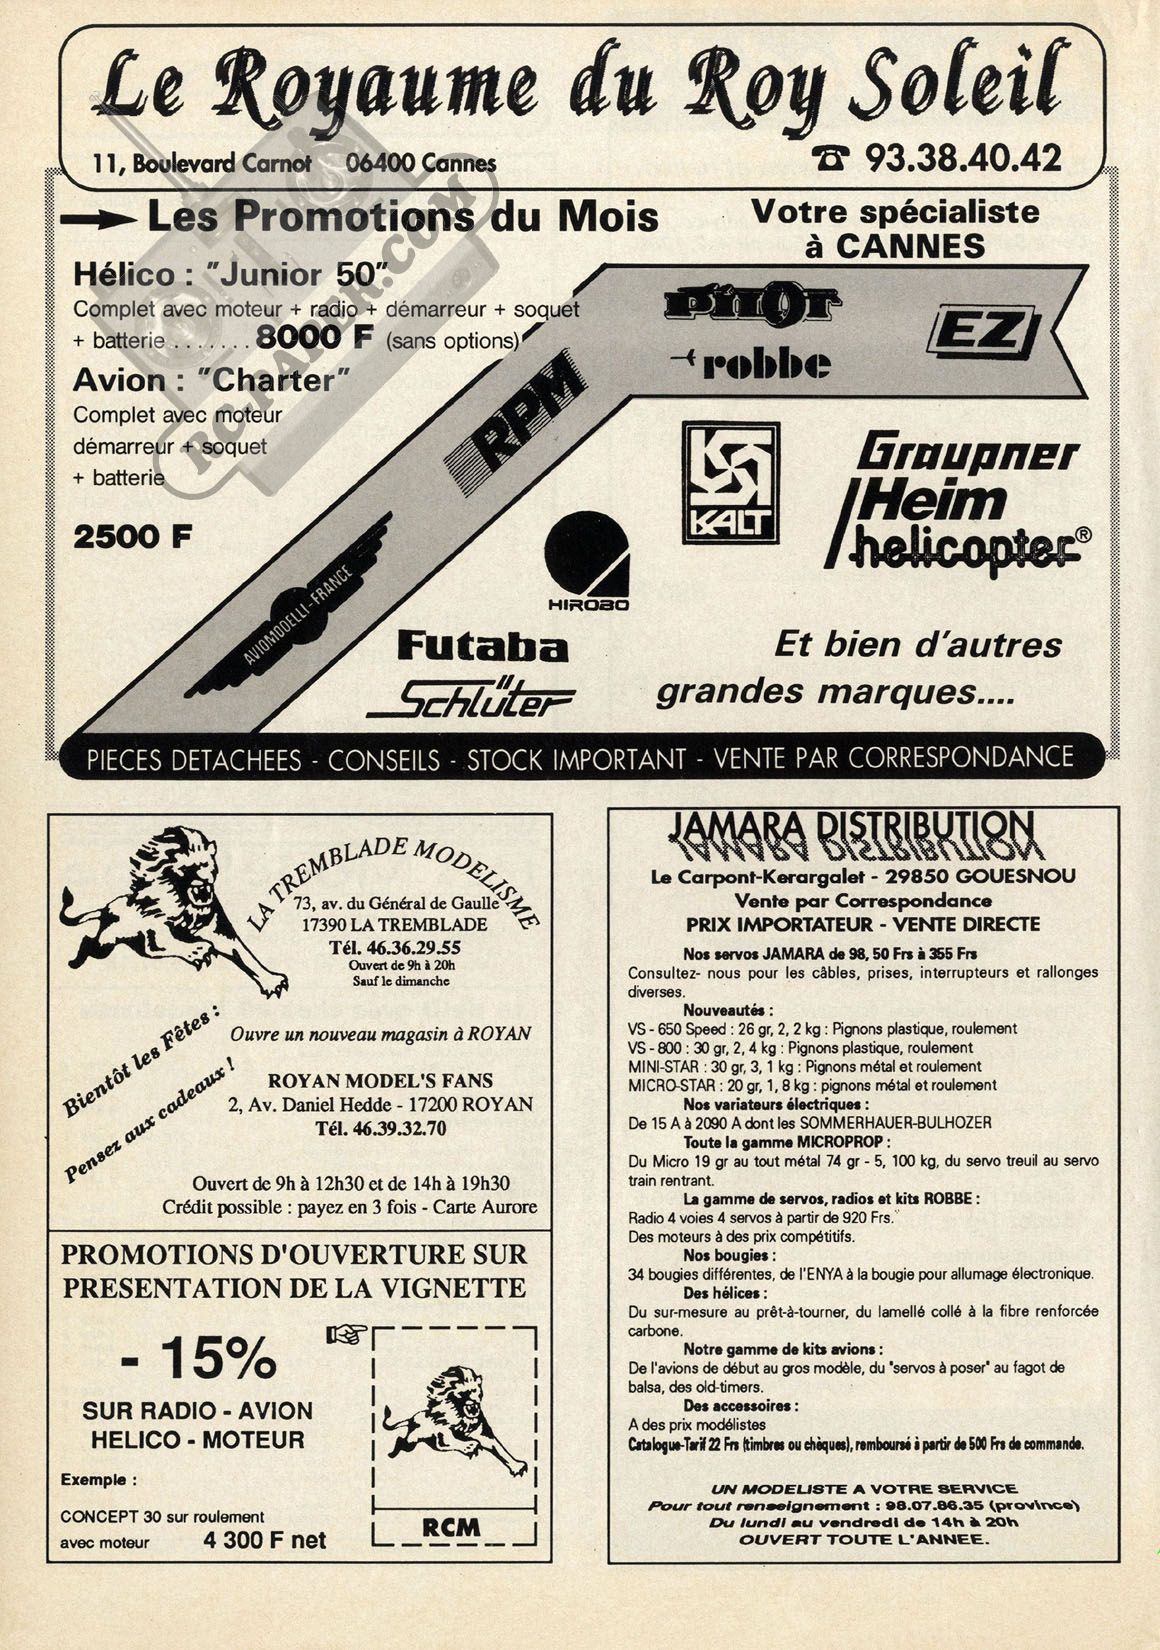 Le Royaume du Roy Soleil
11, Boulevard Carnot 06400 Cannes
☎ 93.38.40.42
Les Promotions du Mois
Votre spécialiste
à CANNES
Hélico : "Junior 50"
Complet avec moteur + radio + démarreur + soquet
+ batterie . . . . . . . 8000 F (sans options)
Avion : "Charter"
Complet avec moteur
démarreur + soquet
+ batterie
2500 F
PILOT
robbe
EZ
RPM
AVIOMODELLI-FRANCE
KALT
Graupner
Heim
helicopter®
HIROBO
Futaba
Schlüter
Et bien d'autres
grandes marques....
RC-PAPER.COM
PIECES DETACHEES - CONSEILS - STOCK IMPORTANT - VENTE PAR CORRESPONDANCE
LA TREMBLADE MODELISME
73, av. du Général de Gaulle
17390 LA TREMBLADE
Tél. 46.36.29.55
Ouvert de 9h à 20h
Sauf le dimanche
Bientôt les Fêtes :
Pensez aux cadeaux !
Ouvre un nouveau magasin à ROYAN
ROYAN MODEL'S FANS
2, Av. Daniel Hedde - 17200 ROYAN
Tél. 46.39.32.70
Ouvert de 9h à 12h30 et de 14h à 19h30
Crédit possible : payez en 3 fois - Carte Aurore
PROMOTIONS D'OUVERTURE SUR
PRESENTATION DE LA VIGNETTE
- 15%
SUR RADIO - AVION
HELICO - MOTEUR
Exemple :
CONCEPT 30 sur roulement
avec moteur 4 300 F net
RCM
JAMARA DISTRIBUTION
Le Carpont-Kerargalet - 29850 GOUESNOU
Vente par Correspondance
PRIX IMPORTATEUR - VENTE DIRECTE
Nos servos JAMARA de 98, 50 Frs à 355 Frs
Consultez- nous pour les câbles, prises, interrupteurs et rallonges
diverses.
Nouveautés :
VS - 650 Speed : 26 gr, 2, 2 kg : Pignons plastique, roulement
VS - 800 : 30 gr, 2, 4 kg : Pignons plastique, roulement
MINI-STAR : 30 gr, 3, 1 kg : Pignons métal et roulement
MICRO-STAR : 20 gr, 1, 8 kg : pignons métal et roulement
Nos variateurs électriques :
De 15 A à 2090 A dont les SOMMERHAUER-BULHOZER
Toute la gamme MICROPROP :
Du Micro 19 gr au tout métal 74 gr - 5, 100 kg, du servo treuil au servo
train rentrant.
La gamme de servos, radios et kits ROBBE :
Radio 4 voies 4 servos à partir de 920 Frs.
Des moteurs à des prix compétitifs.
Nos bougies :
34 bougies différentes, de l'ENYA à la bougie pour allumage électronique.
Des hélices :
Du sur-mesure au prêt-à-tourner, du lamellé collé à la fibre renforcée
carbone.
Notre gamme de kits avions :
De l'avions de début au gros modèle, du "servos à poser" au fagot de
balsa, des old-timers.
Des accessoires :
A des prix modélistes
Catalogue-Tarif 22 Frs (timbres ou chèques), remboursé à partir de 500 Frs de commande.
UN MODELISTE A VOTRE SERVICE
Pour tout renseignement : 98.07.86.35 (province)
Du lundi au vendredi de 14h à 20h
OUVERT TOUTE L'ANNEE.